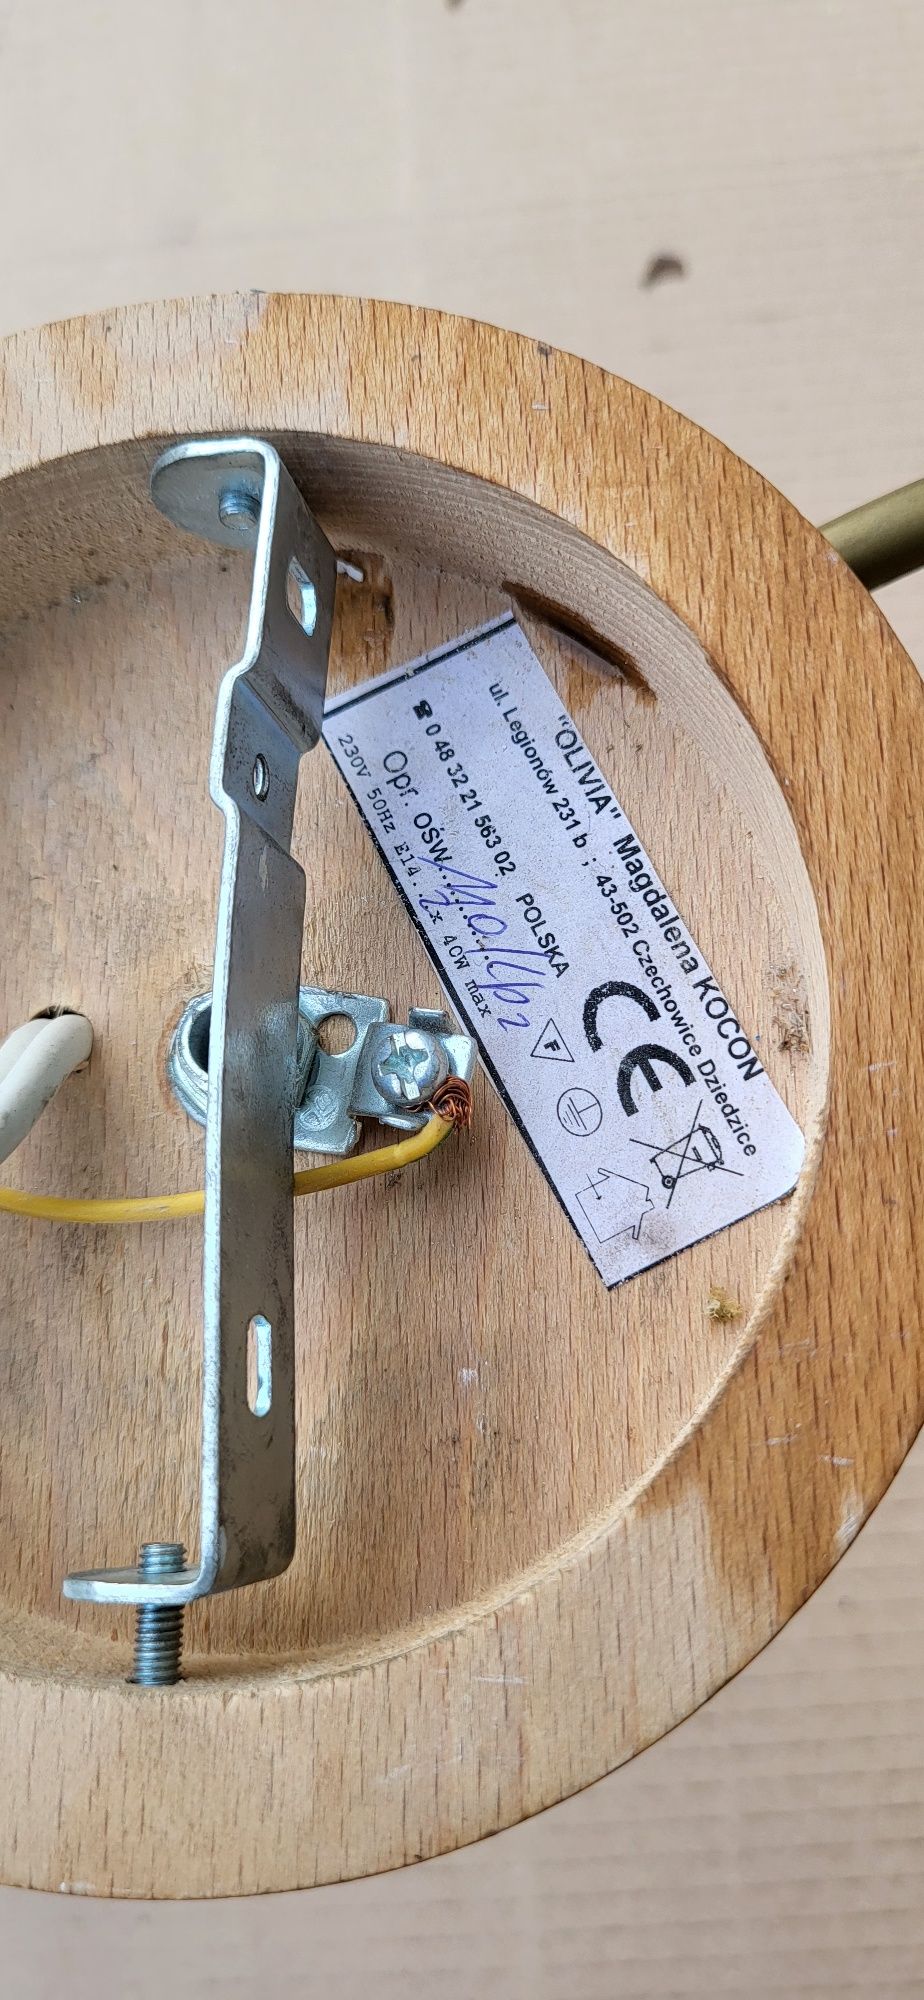 "OLIVIA" Magdalena KOCOŃ
ul. Legionów 231 b ; 43-502 Czechowice Dziedzice
☎ 0 48 32 21 563 02 POLSKA
Opr. OŚW.
230V 50Hz E14..2x 40W max
CE
F